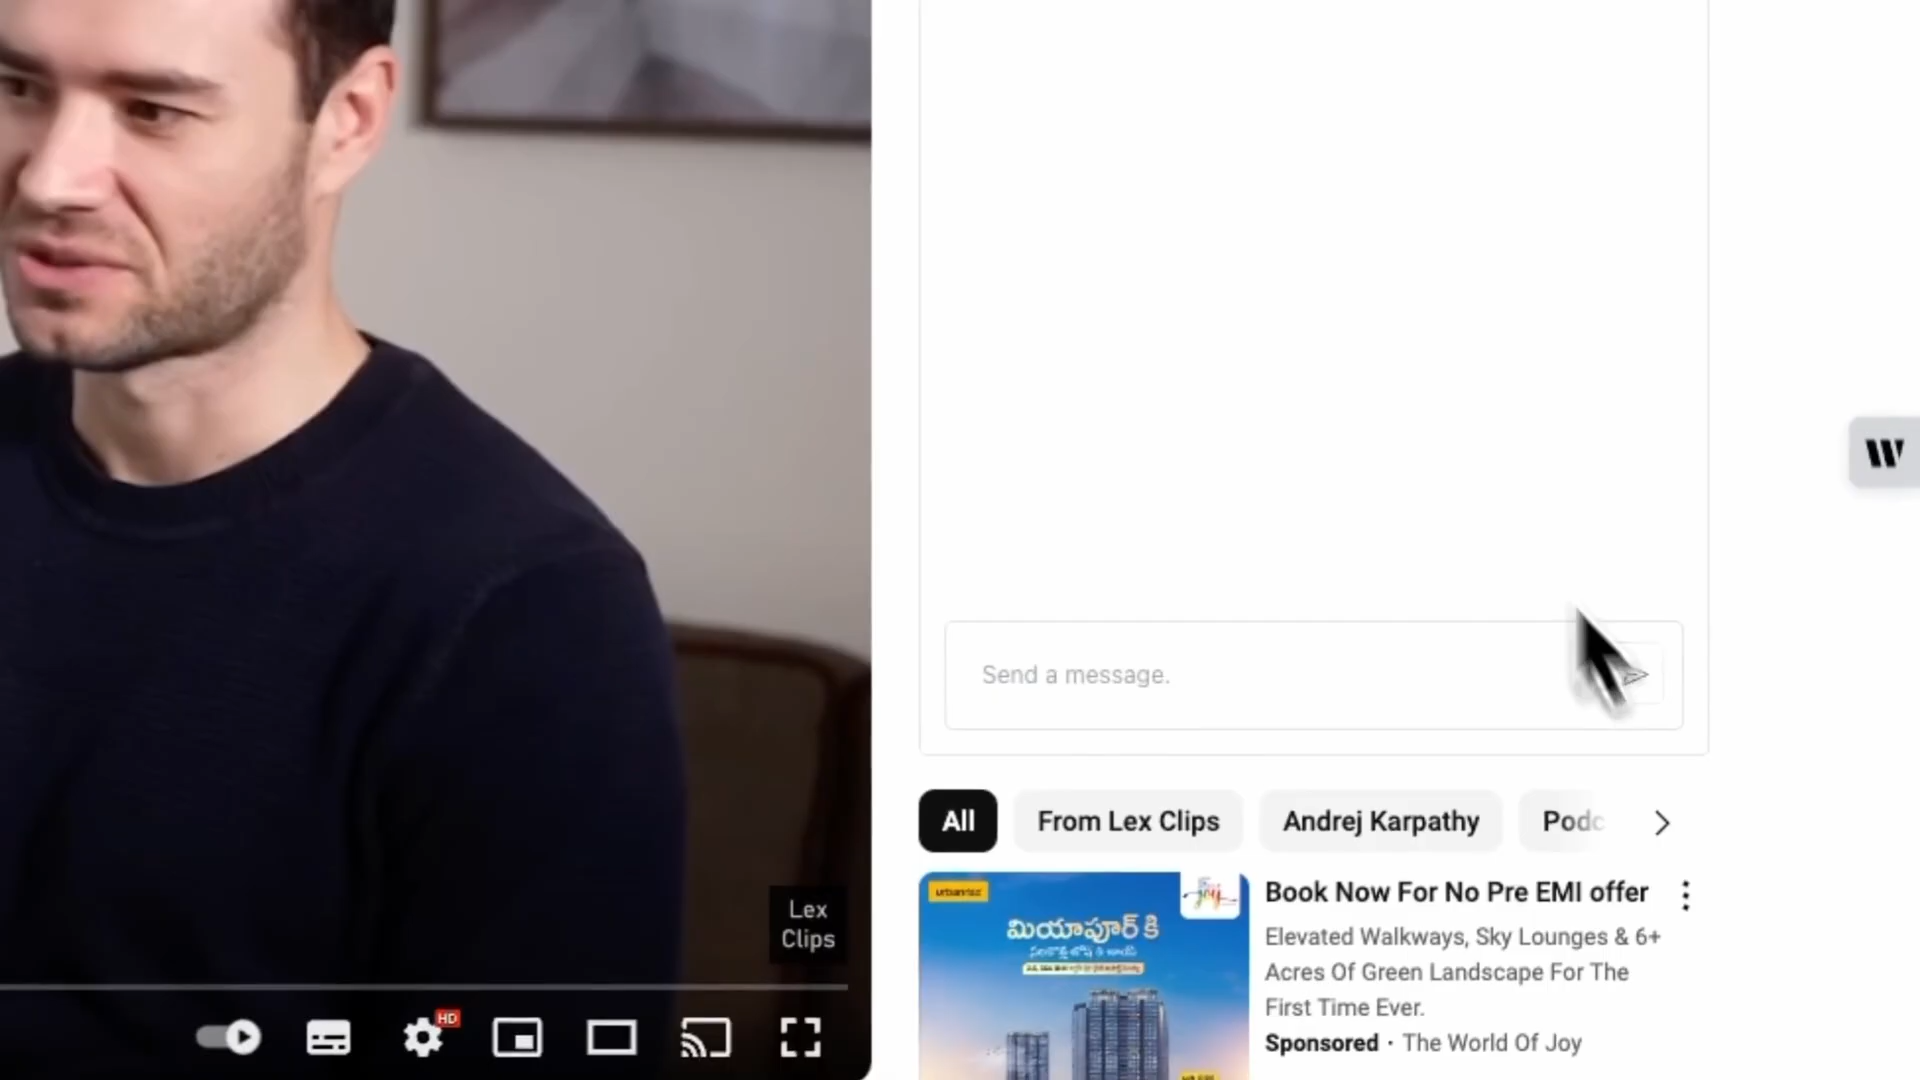 W
Send a message.
All
From Lex Clips
Andrej Karpathy
Podc
Lex
Clips
HD
urbanrise
joy
మియాపూర్ కి
Book Now For No Pre EMI offer
Elevated Walkways, Sky Lounges & 6+
Acres Of Green Landscape For The
First Time Ever.
Sponsored · The World Of Joy